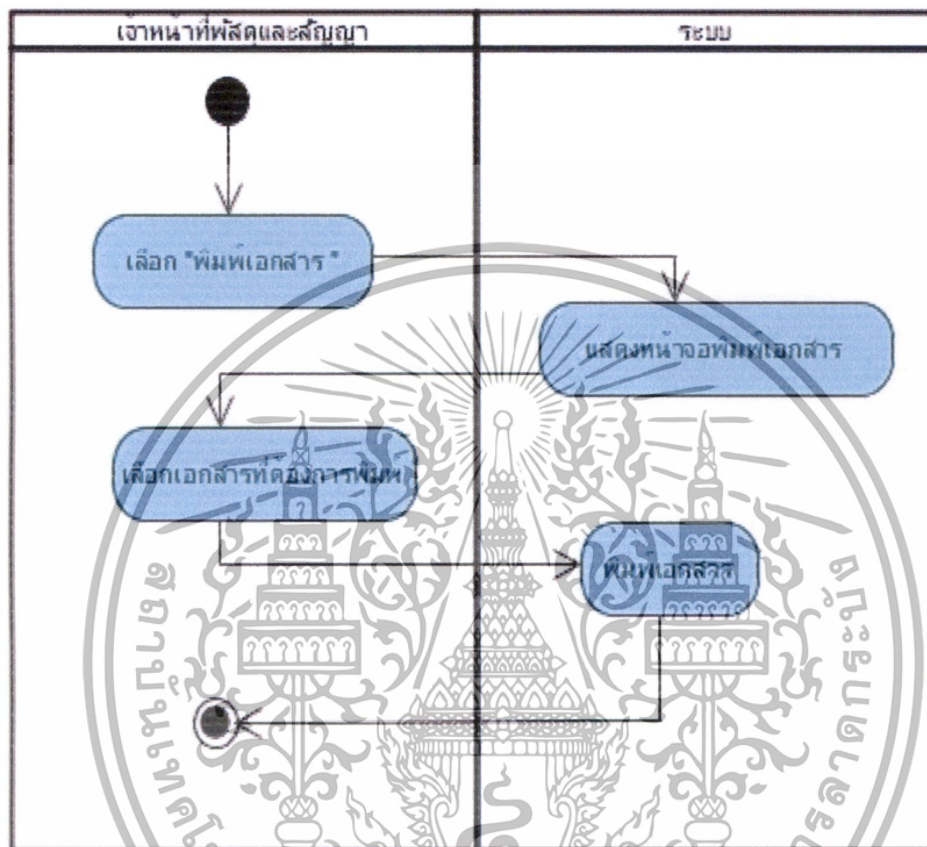 เจ้าหน้าที่พัสดุและสัญญา
ระบบ
เลือก "พิมพ์เอกสาร "
แสดงหน้าจอพิมพ์เอกสาร
เลือกเอกสารที่ต้องการพิมพ์
พิมพ์เอกสาร